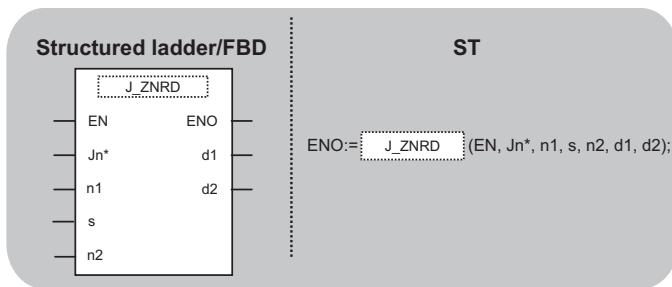 Structured ladder/FBD
J_ZNRD
EN ENO
Jn* d1
n1 d2
s
n2
ST
ENO:= J_ZNRD (EN, Jn*, n1, s, n2, d1, d2);